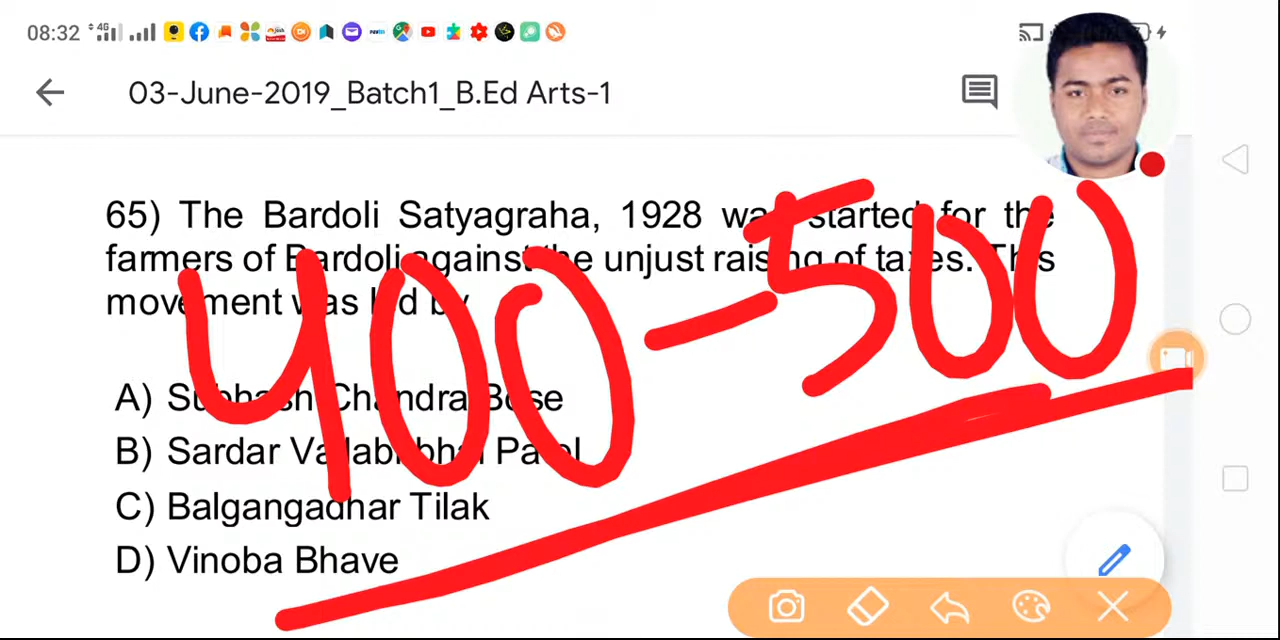 08:32 4G
03-June-2019_Batch1_B.Ed Arts-1
65) The Bardoli Satyagraha, 1928 was started for the
farmers of Bardoli against the unjust raising of taxes. This
movement was led by
400-500
A) Subhash Chandra Bose
B) Sardar Vallabhbhai Patel
C) Balgangadhar Tilak
D) Vinoba Bhave